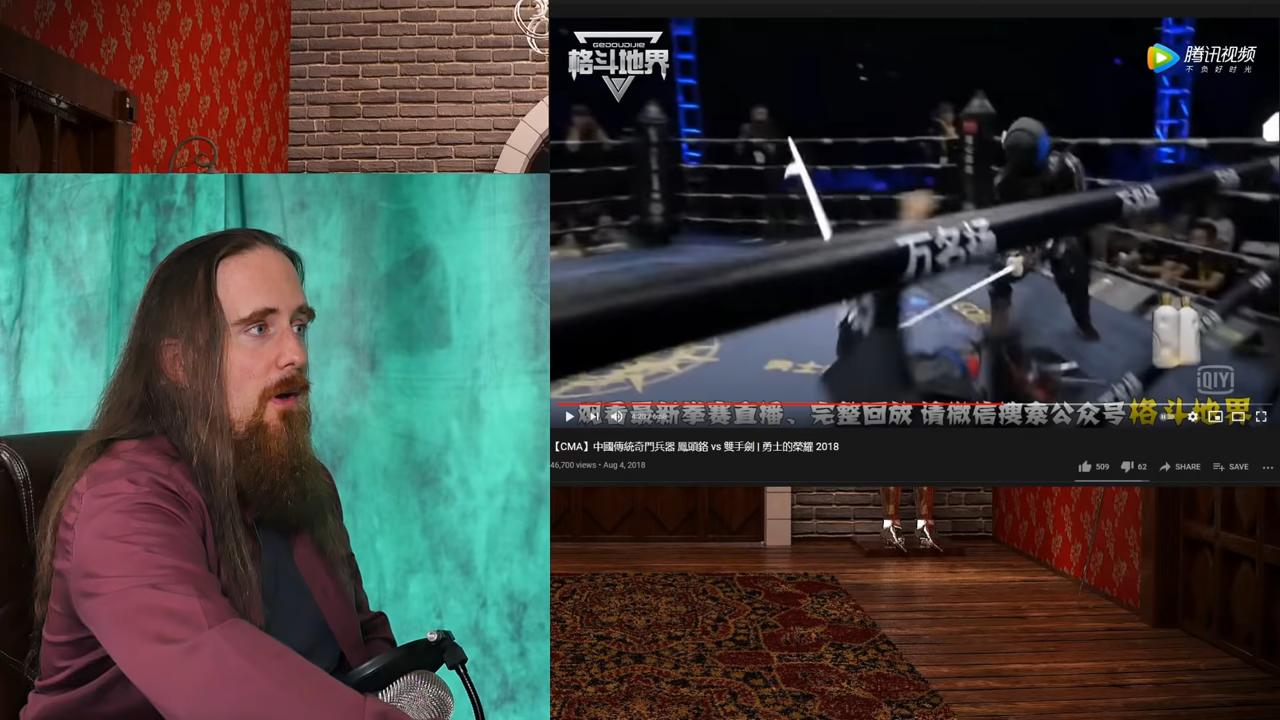 GEDOUDIJIE
格斗地界
腾讯视频
不负好时光
iQIYI
观看最新拳赛直播、完整回放 请微信搜索公众号格斗地界
【CMA】中國傳統奇門兵器 鳳頭鉻 vs 雙手劍 | 勇士的榮耀 2018
46,700 views • Aug 4, 2018
509
62
SHARE
SAVE